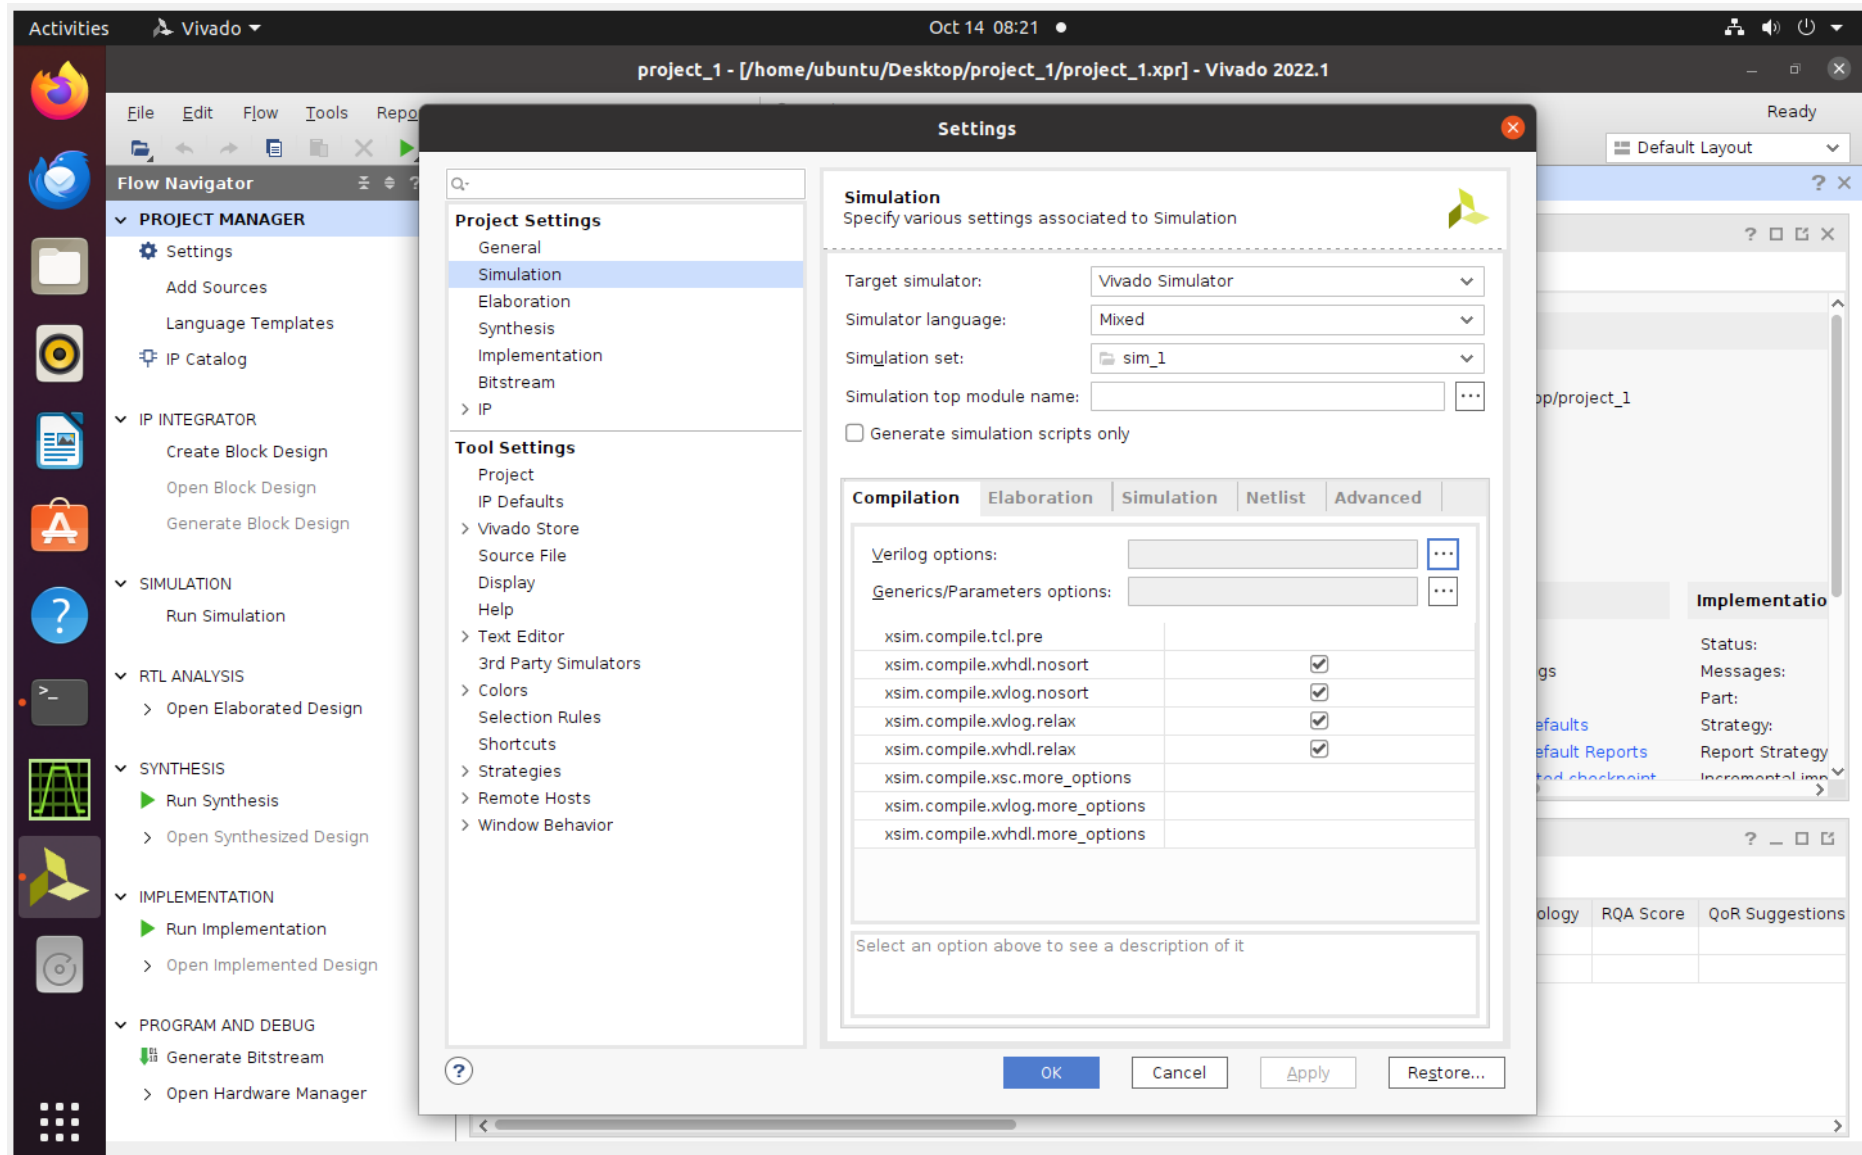 Activities
Vivado
Oct 14 08:21
project_1 - [/home/ubuntu/Desktop/project_1/project_1.xpr] - Vivado 2022.1
File Edit Flow Tools Repo
Ready
Default Layout
Flow Navigator
PROJECT MANAGER
Settings
Add Sources
Language Templates
IP Catalog
IP INTEGRATOR
Create Block Design
Open Block Design
Generate Block Design
SIMULATION
Run Simulation
RTL ANALYSIS
Open Elaborated Design
SYNTHESIS
Run Synthesis
Open Synthesized Design
IMPLEMENTATION
Run Implementation
Open Implemented Design
PROGRAM AND DEBUG
Generate Bitstream
Open Hardware Manager
Settings
Project Settings
General
Simulation
Elaboration
Synthesis
Implementation
Bitstream
IP
Tool Settings
Project
IP Defaults
Vivado Store
Source File
Display
Help
Text Editor
3rd Party Simulators
Colors
Selection Rules
Shortcuts
Strategies
Remote Hosts
Window Behavior
Simulation
Specify various settings associated to Simulation
Target simulator: Vivado Simulator
Simulator language: Mixed
Simulation set: sim_1
Simulation top module name:
Generate simulation scripts only
Compilation Elaboration Simulation Netlist Advanced
Verilog options:
Generics/Parameters options:
xsim.compile.tcl.pre
xsim.compile.xvhdl.nosort
xsim.compile.xvlog.nosort
xsim.compile.xvlog.relax
xsim.compile.xvhdl.relax
xsim.compile.xsc.more_options
xsim.compile.xvlog.more_options
xsim.compile.xvhdl.more_options
Select an option above to see a description of it
OK Cancel Apply Restore...
op/project_1
Implementatio
Status:
gs Messages:
Part:
efaults Strategy:
efault Reports Report Strategy
ted checkpoint Incremental imp
ology RQA Score QoR Suggestions